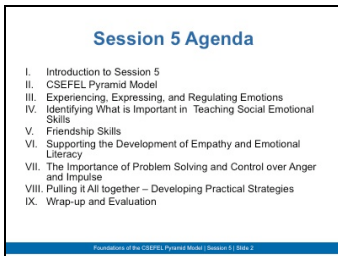 Session 5 Agenda
I. Introduction to Session 5
II. CSEFEL Pyramid Model
III. Experiencing, Expressing, and Regulating Emotions
IV. Identifying What is Important in Teaching Social Emotional
Skills
V. Friendship Skills
VI. Supporting the Development of Empathy and Emotional
Literacy
VII. The Importance of Problem Solving and Control over Anger
and Impulse
VIII. Pulling it All together – Developing Practical Strategies
IX. Wrap-up and Evaluation
Foundations of the CSEFEL Pyramid Model | Session 5 | Slide 2